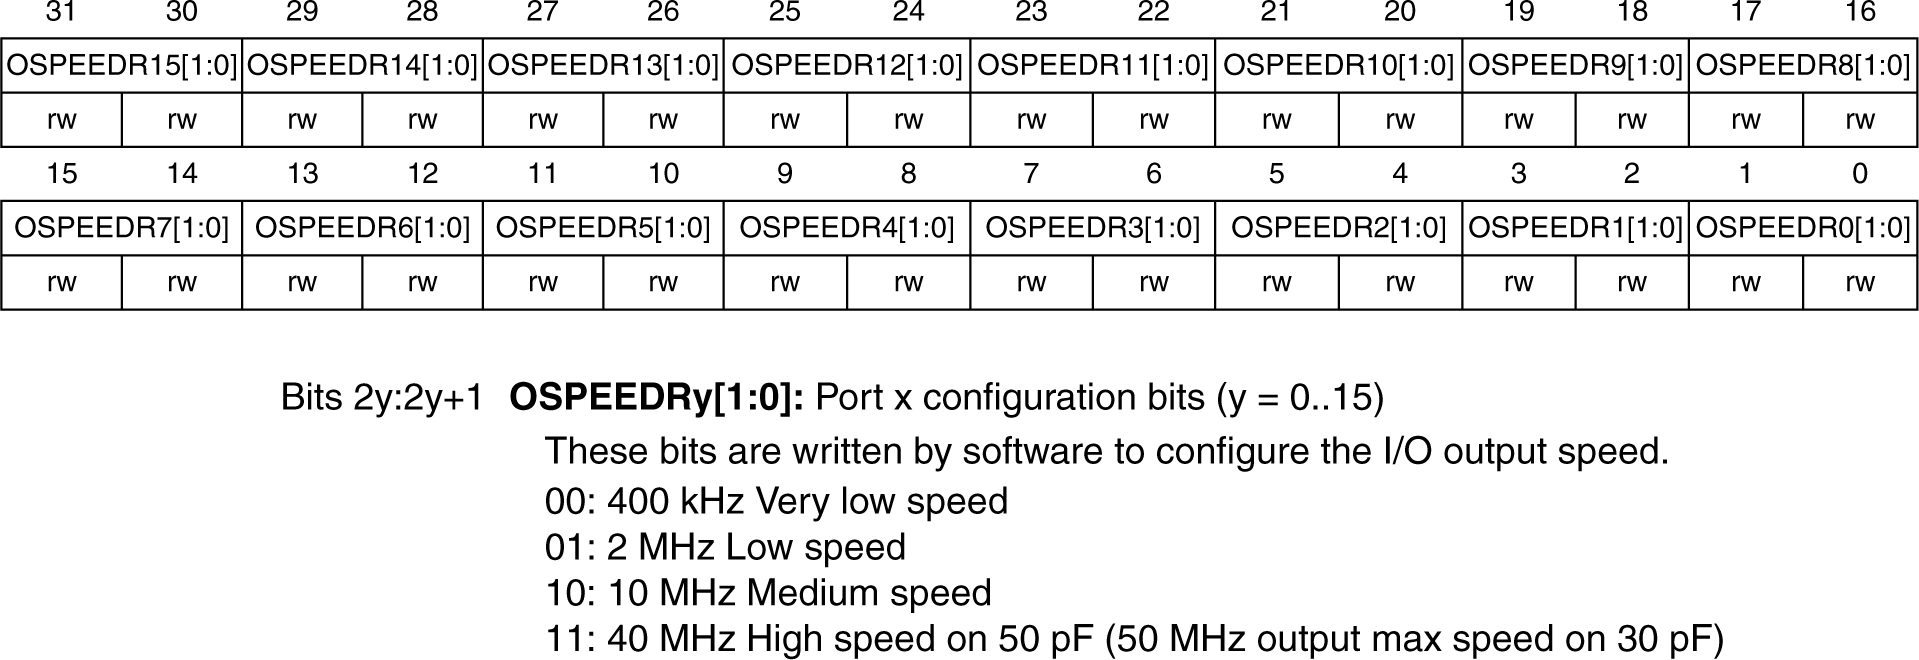 31 30 29 28 27 26 25 24 23 22 21 20 19 18 17 16
OSPEEDR15[1:0] OSPEEDR14[1:0] OSPEEDR13[1:0] OSPEEDR12[1:0] OSPEEDR11[1:0] OSPEEDR10[1:0] OSPEEDR9[1:0] OSPEEDR8[1:0]
rw rw rw rw rw rw rw rw rw rw rw rw rw rw rw rw
15 14 13 12 11 10 9 8 7 6 5 4 3 2 1 0
OSPEEDR7[1:0] OSPEEDR6[1:0] OSPEEDR5[1:0] OSPEEDR4[1:0] OSPEEDR3[1:0] OSPEEDR2[1:0] OSPEEDR1[1:0] OSPEEDR0[1:0]
rw rw rw rw rw rw rw rw rw rw rw rw rw rw rw rw
Bits 2y:2y+1 OSPEEDRy[1:0]: Port x configuration bits (y = 0..15)
These bits are written by software to configure the I/O output speed.
00: 400 kHz Very low speed
01: 2 MHz Low speed
10: 10 MHz Medium speed
11: 40 MHz High speed on 50 pF (50 MHz output max speed on 30 pF)